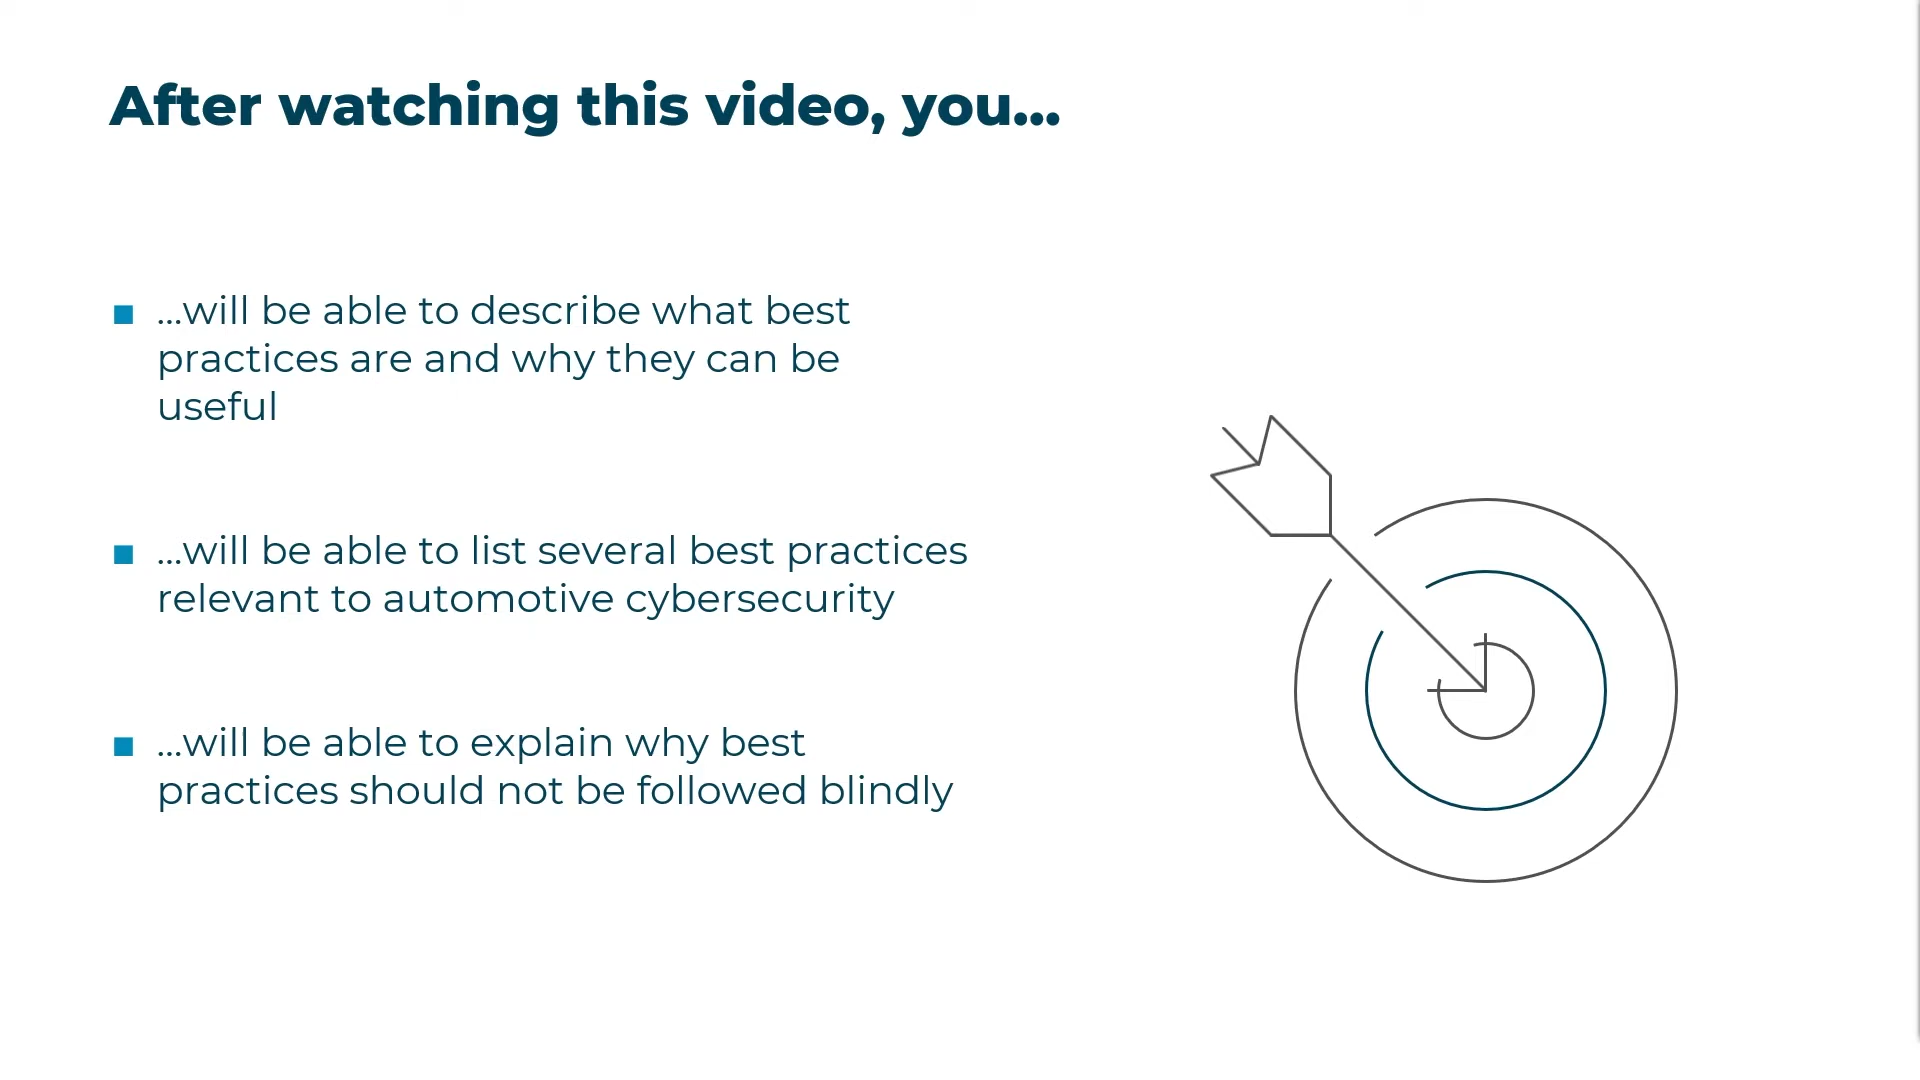 After watching this video, you...
...will be able to describe what best
practices are and why they can be
useful
...will be able to list several best practices
relevant to automotive cybersecurity
...will be able to explain why best
practices should not be followed blindly